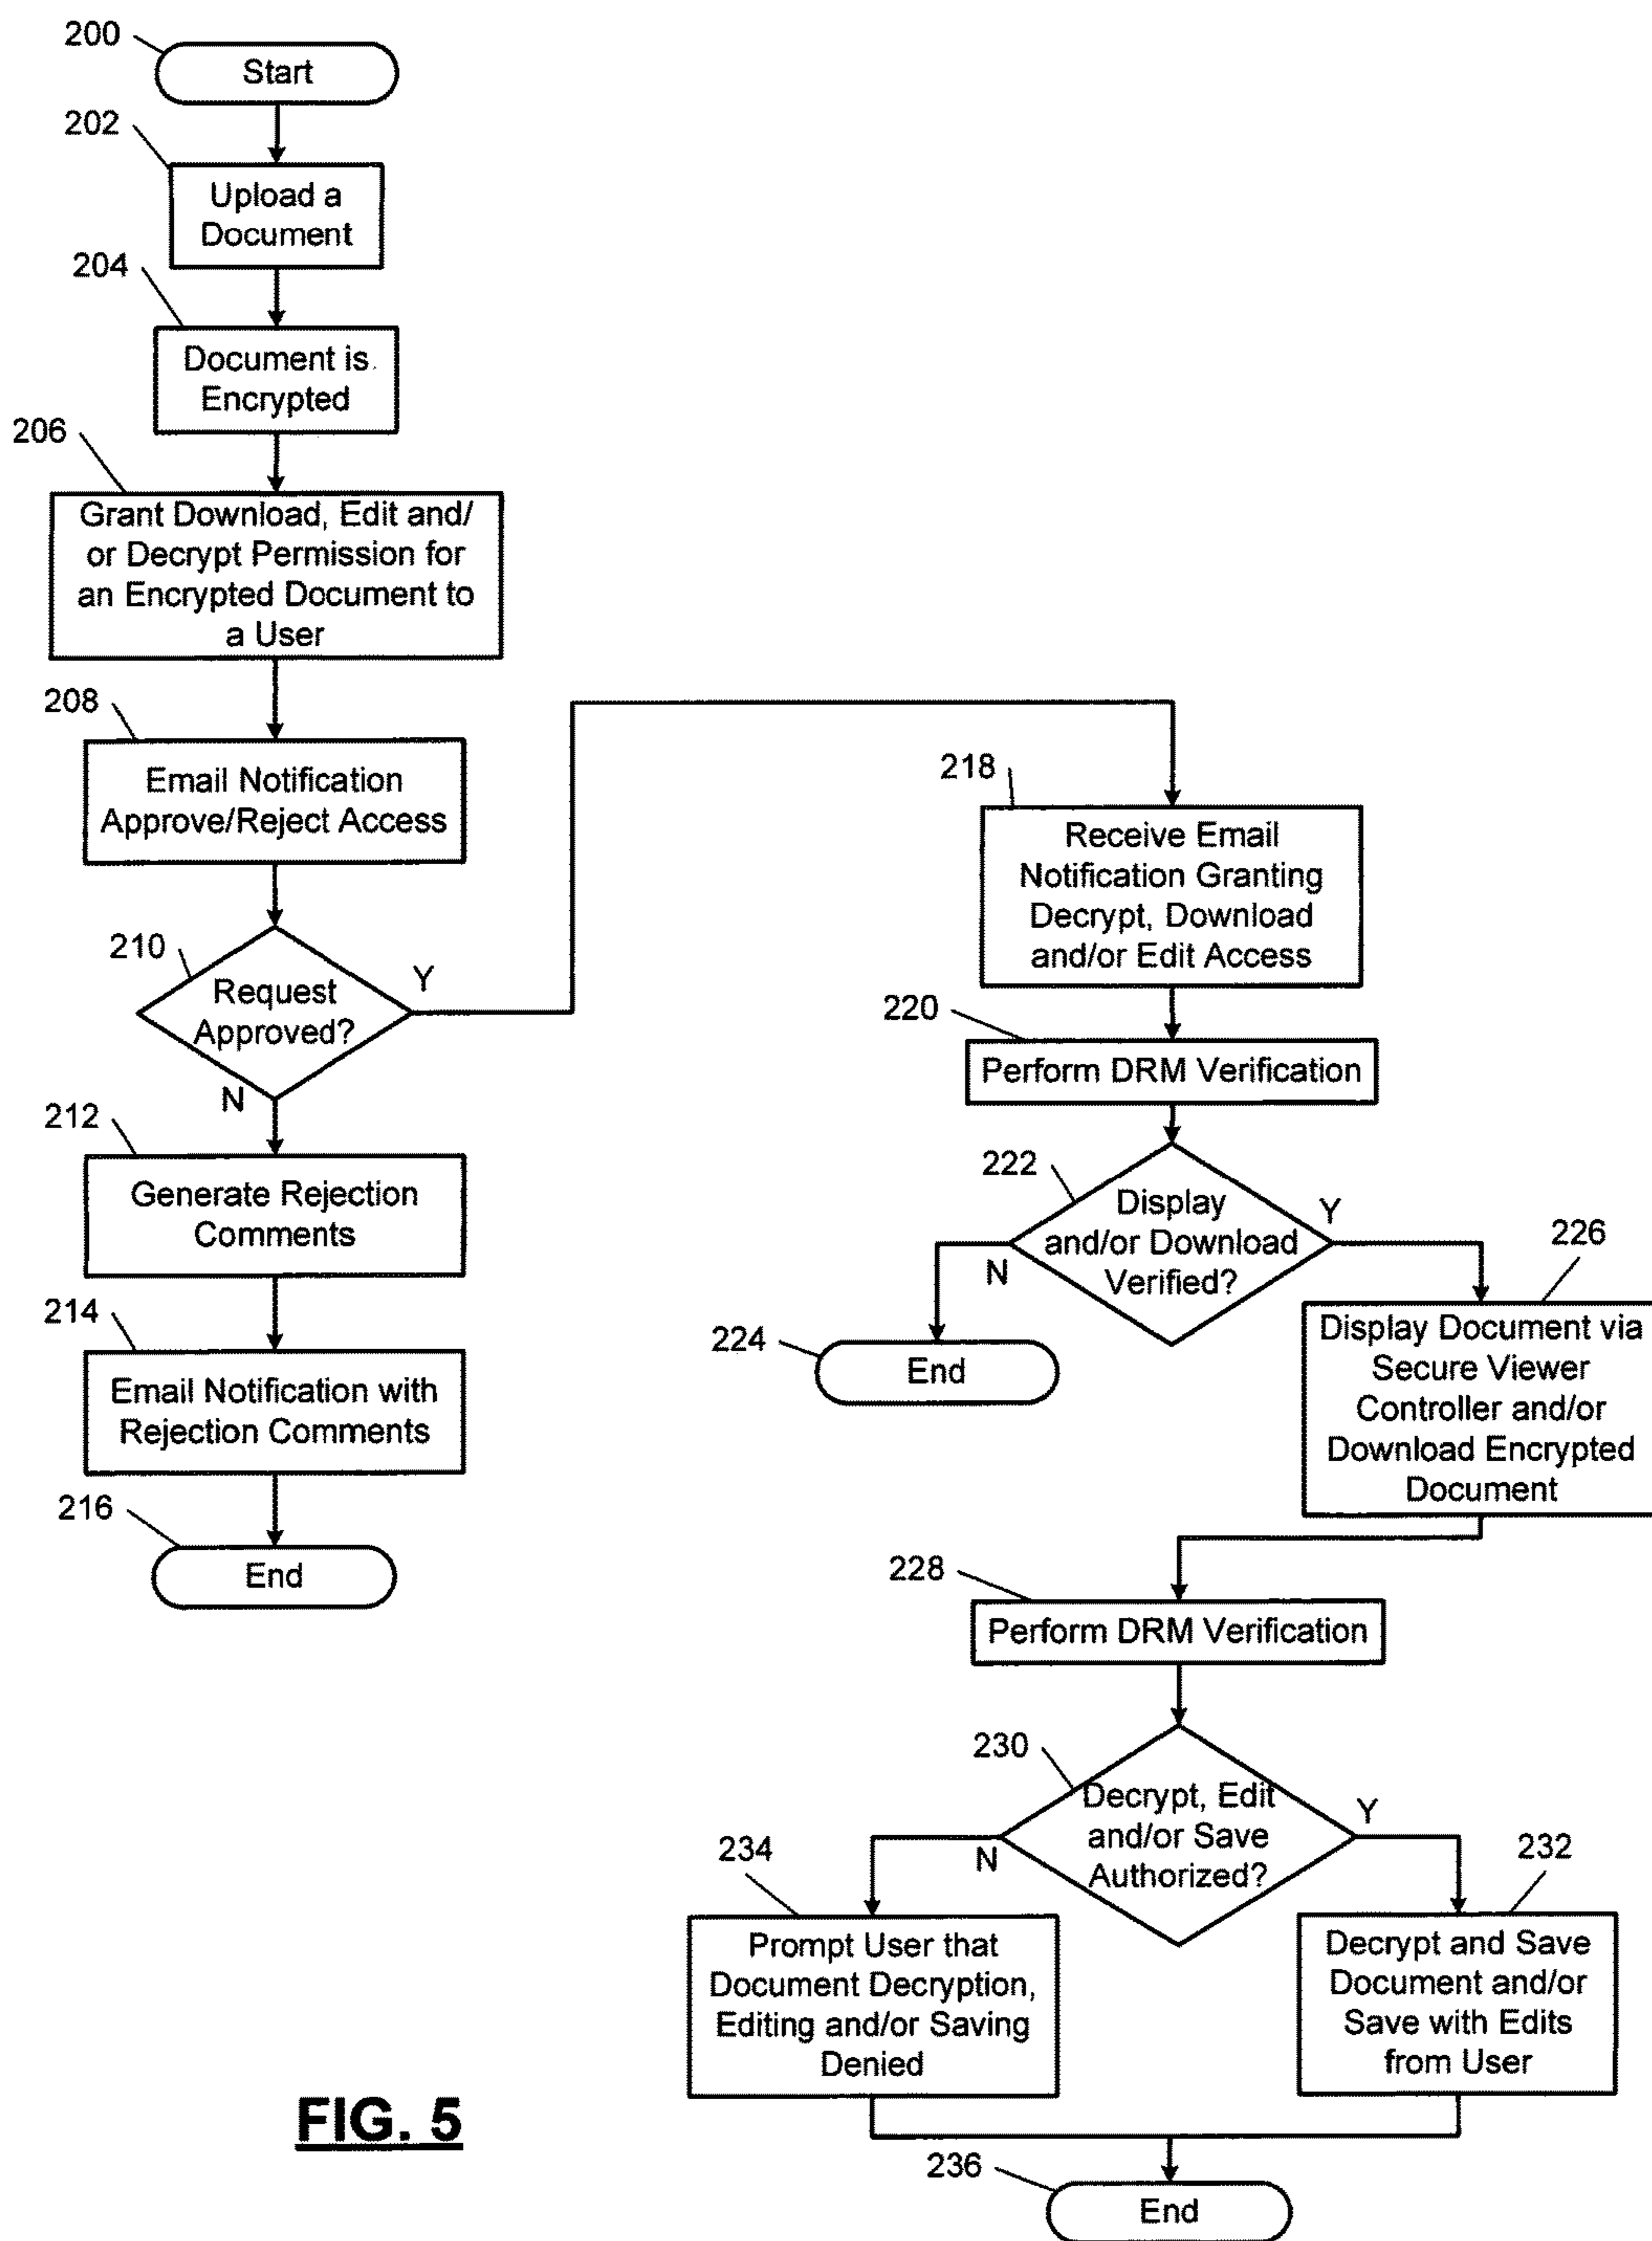 200
Start
202
Upload a
Document
204
Document is
Encrypted
206
Grant Download, Edit and/
or Decrypt Permission for
an Encrypted Document to
a User
208
Email Notification
Approve/Reject Access
210
Request
Approved?
Y
N
212
Generate Rejection
Comments
214
Email Notification with
Rejection Comments
216
End
218
Receive Email
Notification Granting
Decrypt, Download
and/or Edit Access
220
Perform DRM Verification
222
Display
and/or Download
Verified?
Y
N
224
End
226
Display Document via
Secure Viewer
Controller and/or
Download Encrypted
Document
228
Perform DRM Verification
230
Decrypt, Edit
and/or Save
Authorized?
Y
N
234
Prompt User that
Document Decryption,
Editing and/or Saving
Denied
232
Decrypt and Save
Document and/or
Save with Edits
from User
236
End
FIG. 5